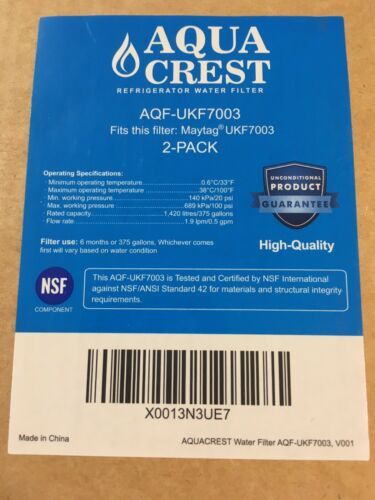 AQUA
CREST
REFRIGERATOR WATER FILTER
AQF-UKF7003
Fits this filter: Maytag® UKF7003
2-PACK
Operating Specifications:
· Minimum operating temperature............0.6°C/33°F
· Maximum operating temperature............38°C/100°F
· Min. working pressure............140 kPa/20 psi
· Max. working pressure............689 kPa/100 psi
· Rated capacity............1,420 liters/375 gallons
· Flow rate............1.9 lpm/0.5 gpm
UNCONDITIONAL
PRODUCT
GUARANTEE
Filter use: 6 months or 375 gallons, Whichever comes
first will vary based on water condition
High-Quality
NSF
COMPONENT
This AQF-UKF7003 is Tested and Certified by NSF International
against NSF/ANSI Standard 42 for materials and structural integrity
requirements.
X0013N3UE7
Made in China
AQUACREST Water Filter AQF-UKF7003, V001